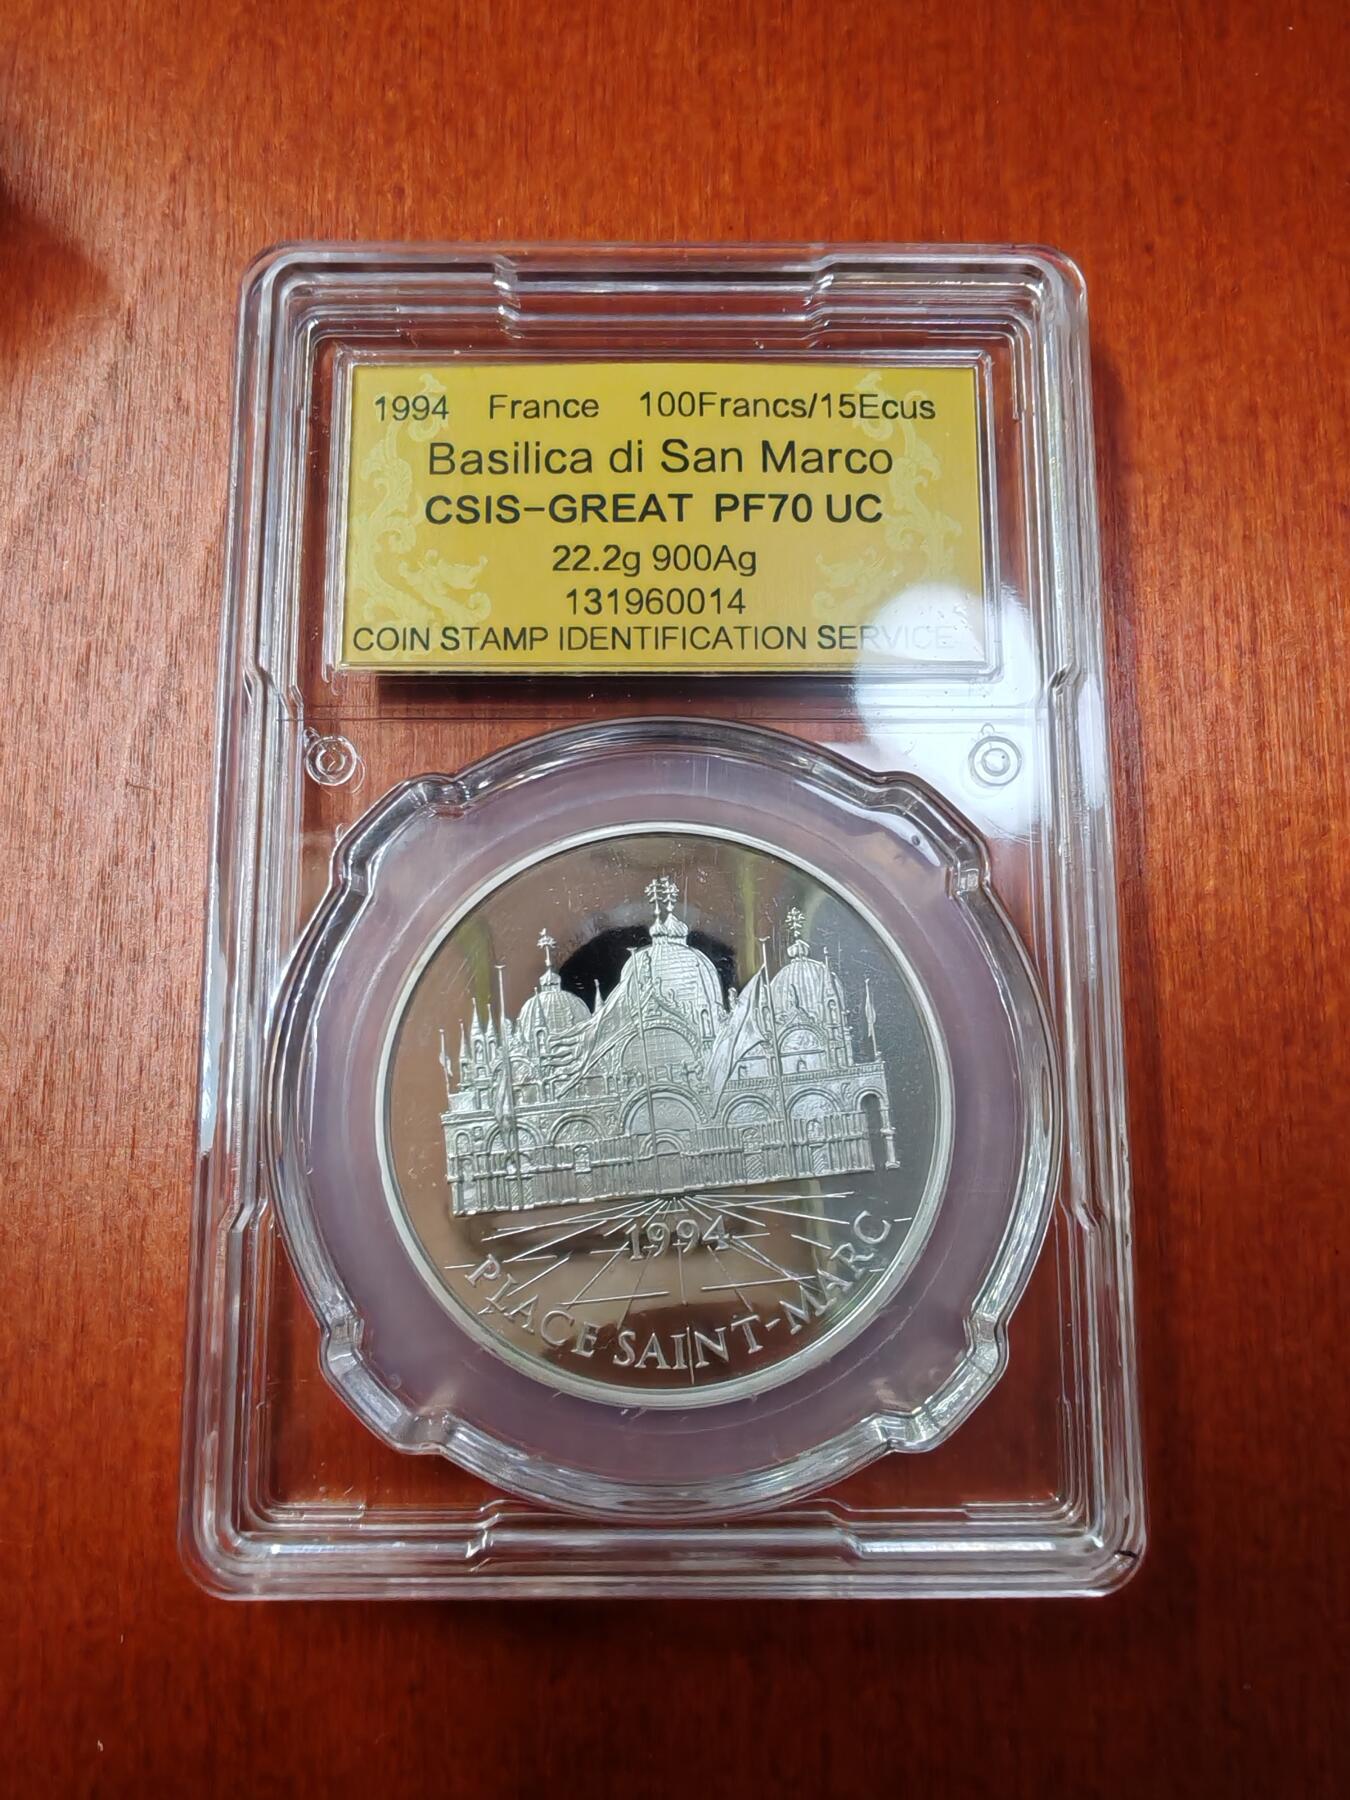 1994 France 100Francs/15Ecus
Basilica di San Marco
CSIS-GREAT PF70 UC
22.2g 900Ag
131960014
COIN STAMP IDENTIFICATION SERVICE
1994
PLACE SAINT-MARC